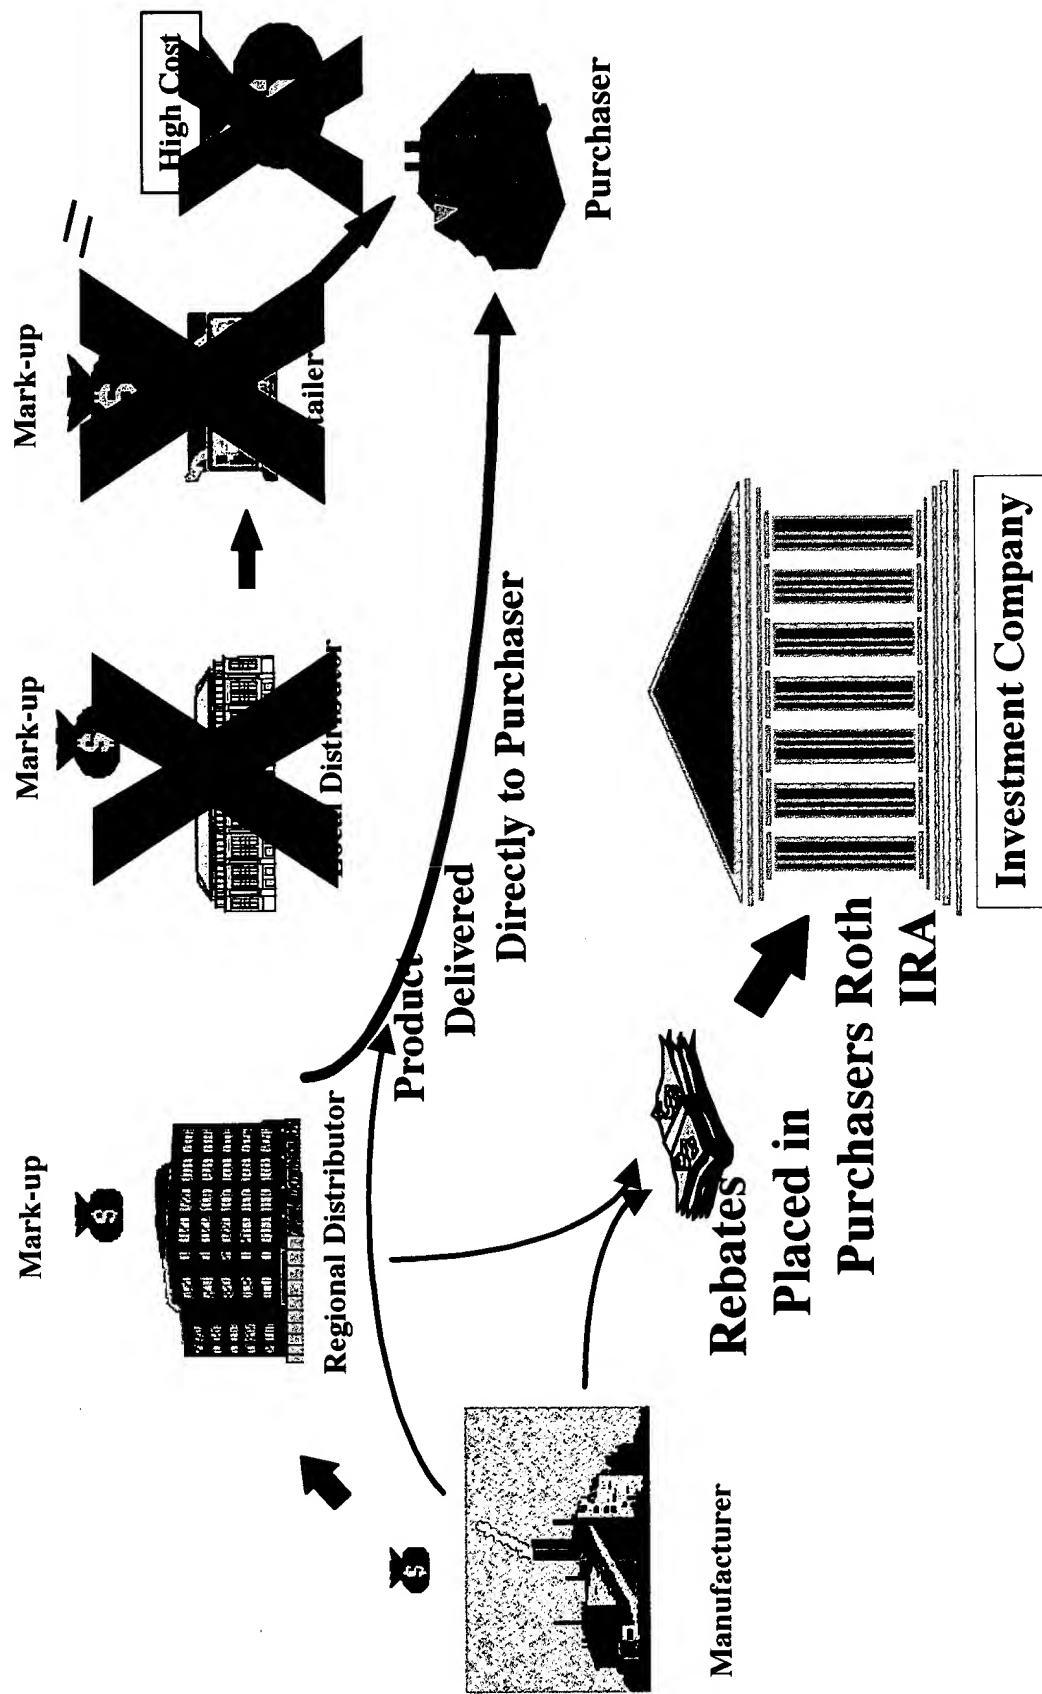 Mark-up
Mark-up
Mark-up
High Cost
$
$
$
$
Regional Distributor
Distributor
Purchaser
Product
Delivered
Directly to Purchaser
Manufacturer
Rebates
Placed in
Purchasers Roth
IRA
Investment Company